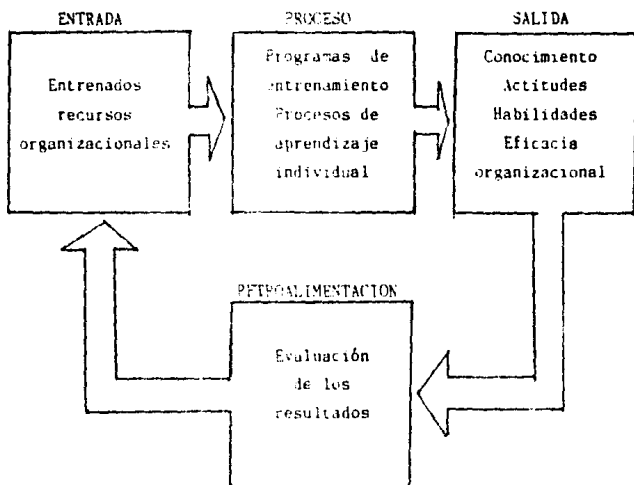 ENTRADA
Entrenados
recursos
organizacionales
PROCESO
Programas de
entrenamiento
Procesos de
aprendizaje
individual
SALIDA
Conocimiento
Actitudes
Habilidades
Eficacia
organizacional
RETROALIMENTACION
Evaluación
de los
resultados